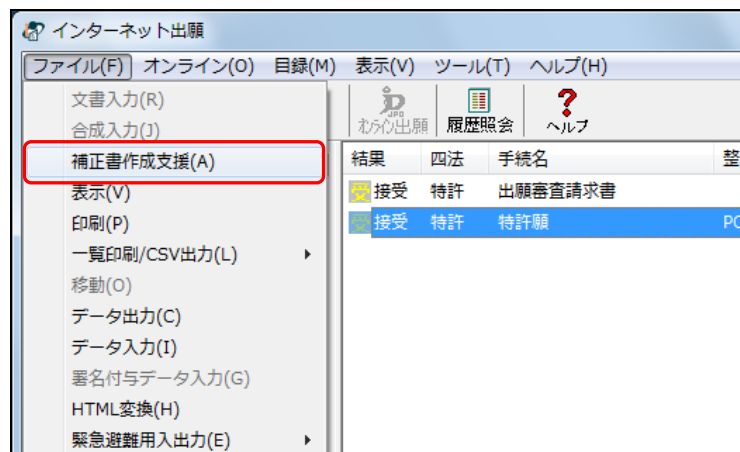 インターネット出願
ファイル(F) オンライン(O) 目録(M) 表示(V) ツール(T) ヘルプ(H)
文書入力(R)
合成入力(J)
補正書作成支援(A)
表示(V)
印刷(P)
一覧印刷/CSV出力(L)
移動(O)
データ出力(C)
データ入力(I)
署名付与データ入力(G)
HTML変換(H)
緊急避難用入出力(E)
JPO
オンライン出願 履歴照会 ヘルプ
結果 四法 手続名 整
受 接受 特許 出願審査請求書
受 接受 特許 特許願 PC